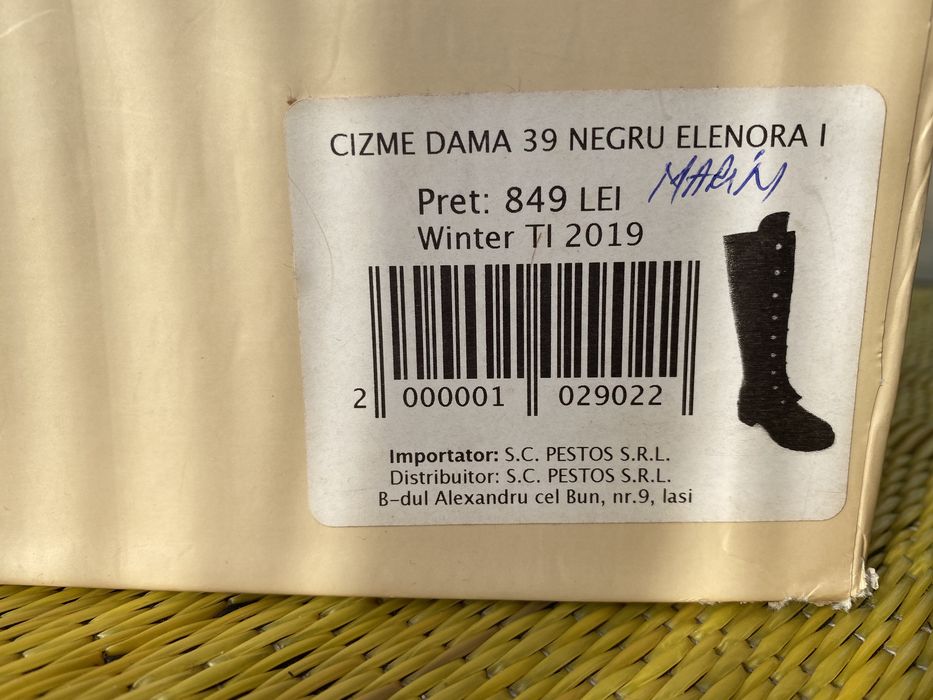 CIZME DAMA 39 NEGRU ELENORA I
MARIN
Pret: 849 LEI
Winter TI 2019
2 000001 029022
Importator: S.C. PESTOS S.R.L.
Distribuitor: S.C. PESTOS S.R.L.
B-dul Alexandru cel Bun, nr.9, Iasi